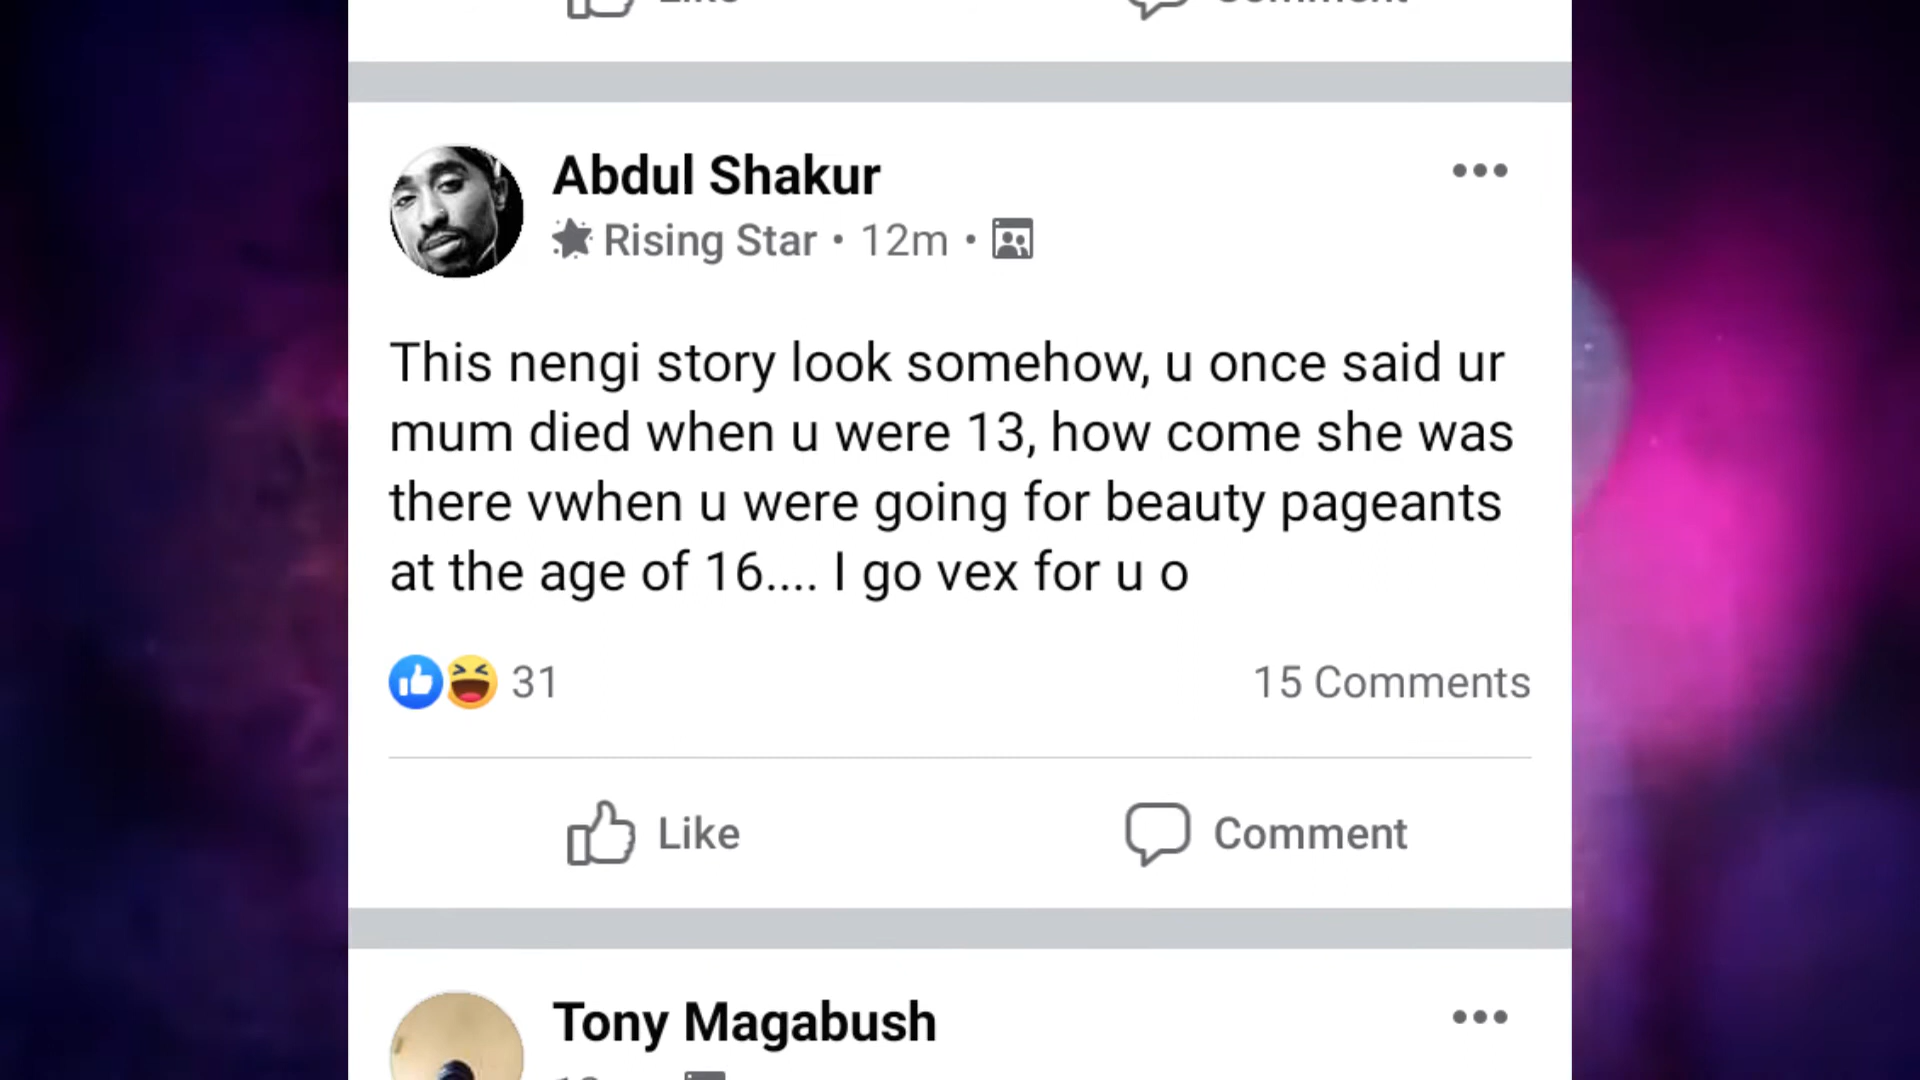 Like Comment
Abdul Shakur
Rising Star • 12m •
This nengi story look somehow, u once said ur
mum died when u were 13, how come she was
there vwhen u were going for beauty pageants
at the age of 16.... I go vex for u o
31 15 Comments
Like Comment
Tony Magabush